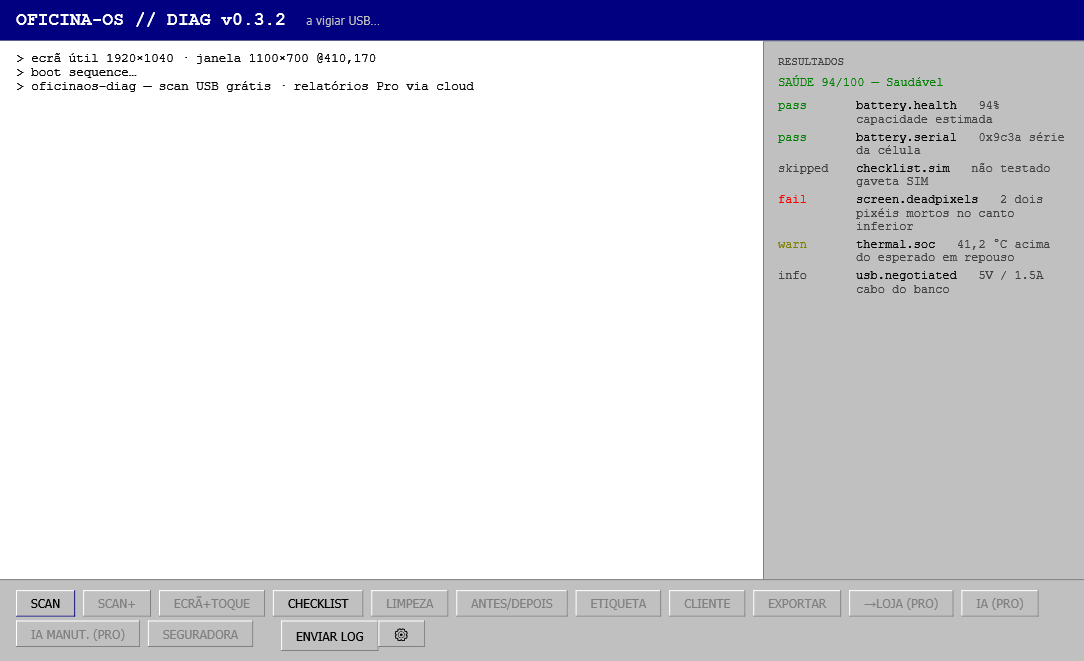 OFICINA-OS // DIAG v0.3.2 a vigiar USB…
> ecrã útil 1920×1040 · janela 1100×700 @410,170
> boot sequence…
> oficinaos-diag — scan USB grátis · relatórios Pro via cloud
RESULTADOS
SAÚDE 94/100 — Saudável
pass battery.health 94%
capacidade estimada
pass battery.serial 0x9c3a série
da célula
skipped checklist.sim não testado
gaveta SIM
fail screen.deadpixels 2 dois
pixéis mortos no canto
inferior
warn thermal.soc 41,2 °C acima
do esperado em repouso
info usb.negotiated 5V / 1.5A
cabo do banco
SCAN SCAN+ ECRÃ+TOQUE CHECKLIST LIMPEZA ANTES/DEPOIS ETIQUETA CLIENTE EXPORTAR →LOJA (PRO) IA (PRO)
IA MANUT. (PRO) SEGURADORA ENVIAR LOG